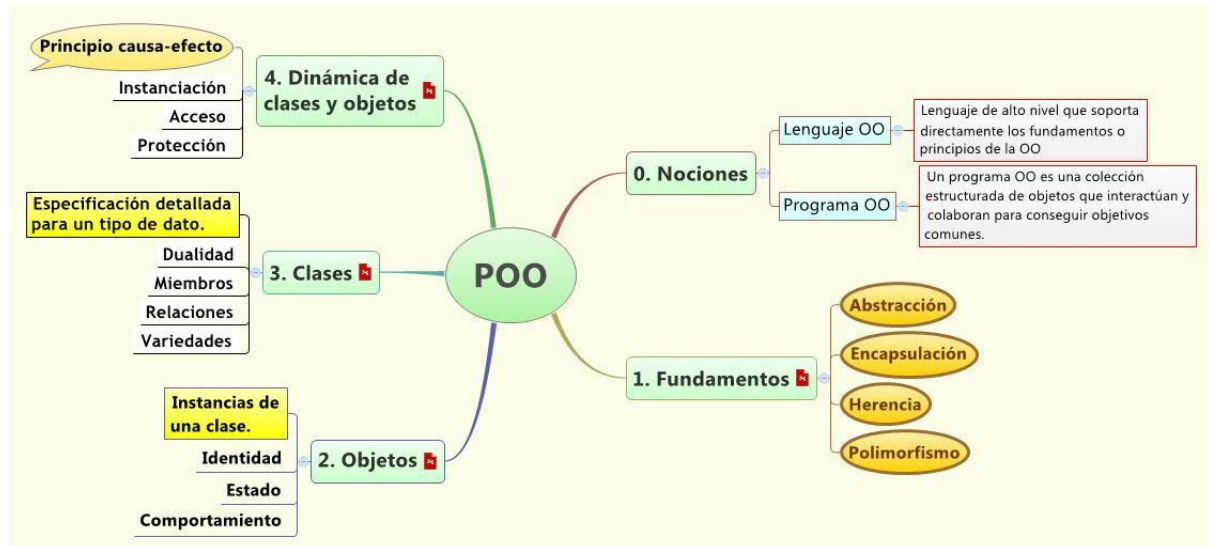 POO
0. Nociones
Lenguaje OO
Lenguaje de alto nivel que soporta
directamente los fundamentos o
principios de la OO
Programa OO
Un programa OO es una colección
estructurada de objetos que interactúan y
colaboran para conseguir objetivos
comunes.
1. Fundamentos
Abstracción
Encapsulación
Herencia
Polimorfismo
2. Objetos
Instancias de
una clase.
Identidad
Estado
Comportamiento
3. Clases
Especificación detallada
para un tipo de dato.
Dualidad
Miembros
Relaciones
Variedades
4. Dinámica de
clases y objetos
Principio causa-efecto
Instanciación
Acceso
Protección